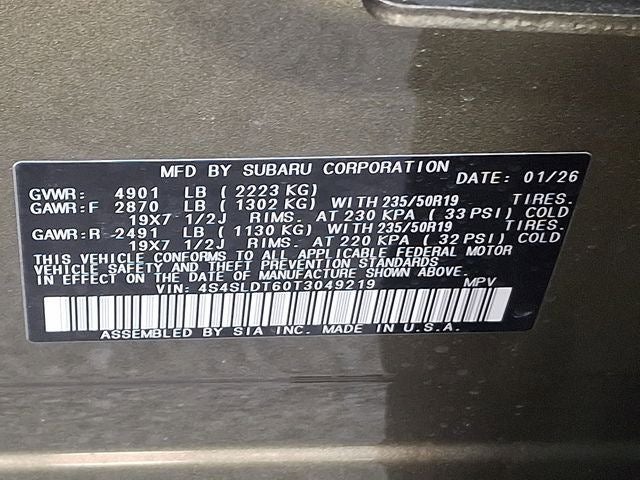 MFD BY SUBARU CORPORATION
DATE: 01/26
GVWR: 4901 LB ( 2223 KG)
GAWR:F 2870 LB ( 1302 KG) WITH 235/50R19 TIRES.
19X7 1/2J RIMS. AT 230 KPA ( 33 PSI) COLD
GAWR:R 2491 LB ( 1130 KG) WITH 235/50R19 TIRES.
19X7 1/2J RIMS. AT 220 KPA ( 32 PSI) COLD
THIS VEHICLE CONFORMS TO ALL APPLICABLE FEDERAL MOTOR
VEHICLE SAFETY AND THEFT PREVENTION STANDARDS
IN EFFECT ON THE DATE OF MANUFACTURE SHOWN ABOVE.
VIN: 4S4SLDT60T3049219 MPV
ASSEMBLED BY SIA INC. MADE IN U.S.A.